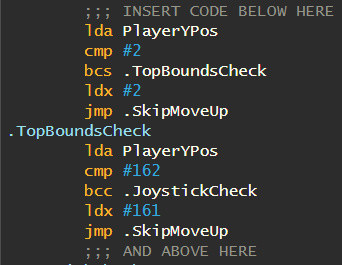 ;;; INSERT CODE BELOW HERE
lda PlayerYPos
cmp #2
bcs .TopBoundsCheck
ldx #2
jmp .SkipMoveUp
.TopBoundsCheck
lda PlayerYPos
cmp #162
bcc .JoystickCheck
ldx #161
jmp .SkipMoveUp
;;; AND ABOVE HERE